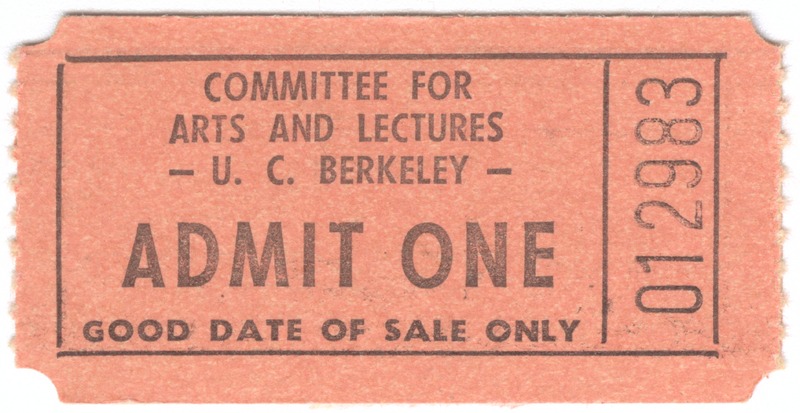 COMMITTEE FOR
ARTS AND LECTURES
– U. C. BERKELEY –
ADMIT ONE
GOOD DATE OF SALE ONLY
012983